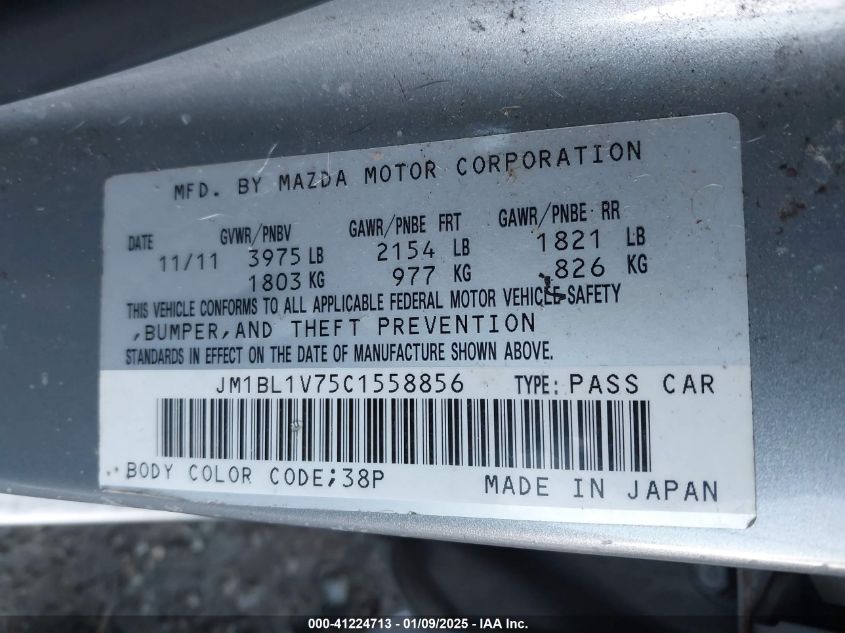 MFD. BY MAZDA MOTOR CORPORATION
DATE GVWR/PNBV GAWR/PNBE FRT GAWR/PNBE RR
11/11 3975 LB 2154 LB 1821 LB
1803 KG 977 KG 826 KG
THIS VEHICLE CONFORMS TO ALL APPLICABLE FEDERAL MOTOR VEHICLE SAFETY
,BUMPER,AND THEFT PREVENTION
STANDARDS IN EFFECT ON THE DATE OF MANUFACTURE SHOWN ABOVE.
JM1BL1V75C1558856 TYPE: PASS CAR
BODY COLOR CODE;38P MADE IN JAPAN
000-41224713 - 01/09/2025 - IAA Inc.